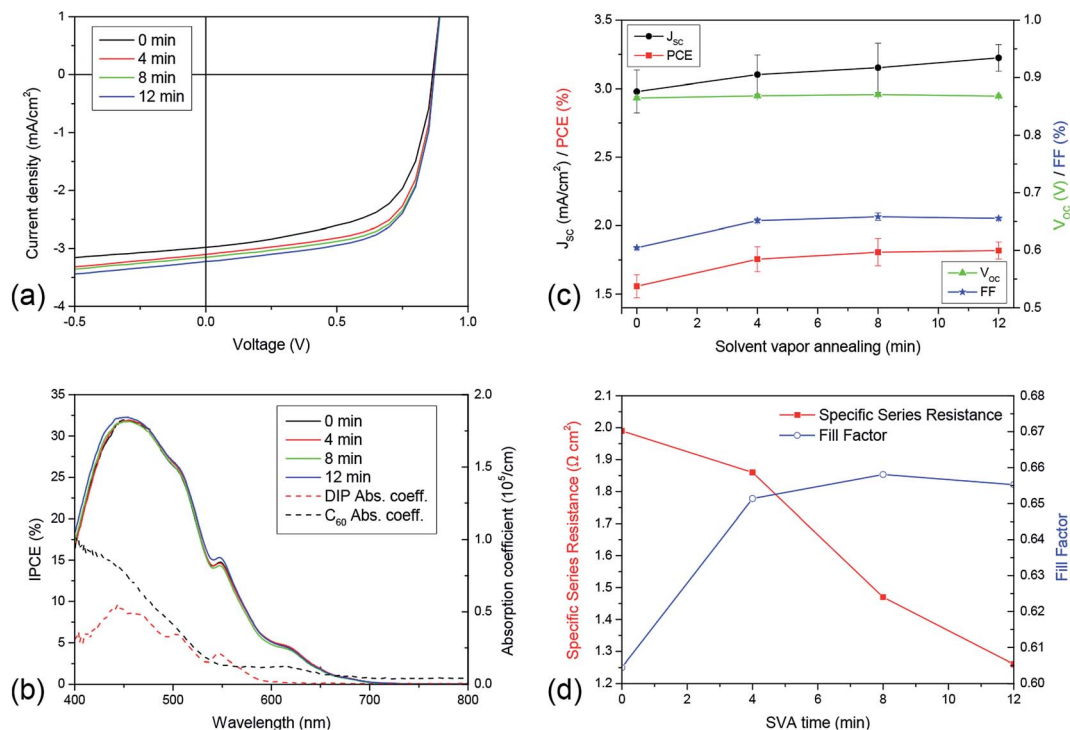 (a)
1
0
-1
-2
-3
-4
Current density (mA/cm²)
0 min
4 min
8 min
12 min
-0.5
0.0
0.5
1.0
Voltage (V)
(c)
3.5
3.0
2.5
2.0
1.5
J_sc (mA/cm²) / PCE (%)
J_sc
PCE
1.0
0.9
0.8
0.7
0.6
0.5
V_oc (V) / FF (%)
V_oc
FF
0
2
4
6
8
10
12
Solvent vapor annealing (min)
(b)
35
30
25
20
15
10
5
0
IPCE (%)
0 min
4 min
8 min
12 min
DIP Abs. coeff.
C₆₀ Abs. coeff.
2.0
1.5
1.0
0.5
0.0
Absorption coefficient (10⁵/cm)
400
500
600
700
800
Wavelength (nm)
(d)
2.1
2.0
1.9
1.8
1.7
1.6
1.5
1.4
1.3
1.2
Specific Series Resistance (Ω cm²)
Specific Series Resistance
Fill Factor
0.68
0.67
0.66
0.65
0.64
0.63
0.62
0.61
0.60
Fill Factor
0
2
4
6
8
10
12
SVA time (min)